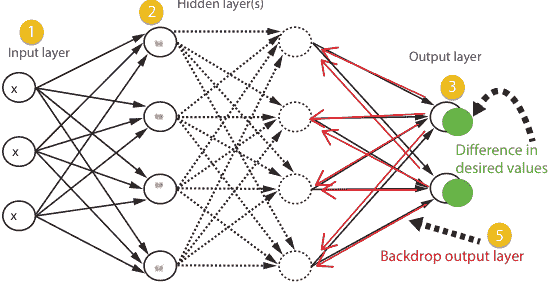 Hidden layer(s)
1
2
Input layer
Output layer
3
x
x
x
Difference in
desired values
5
Backdrop output layer